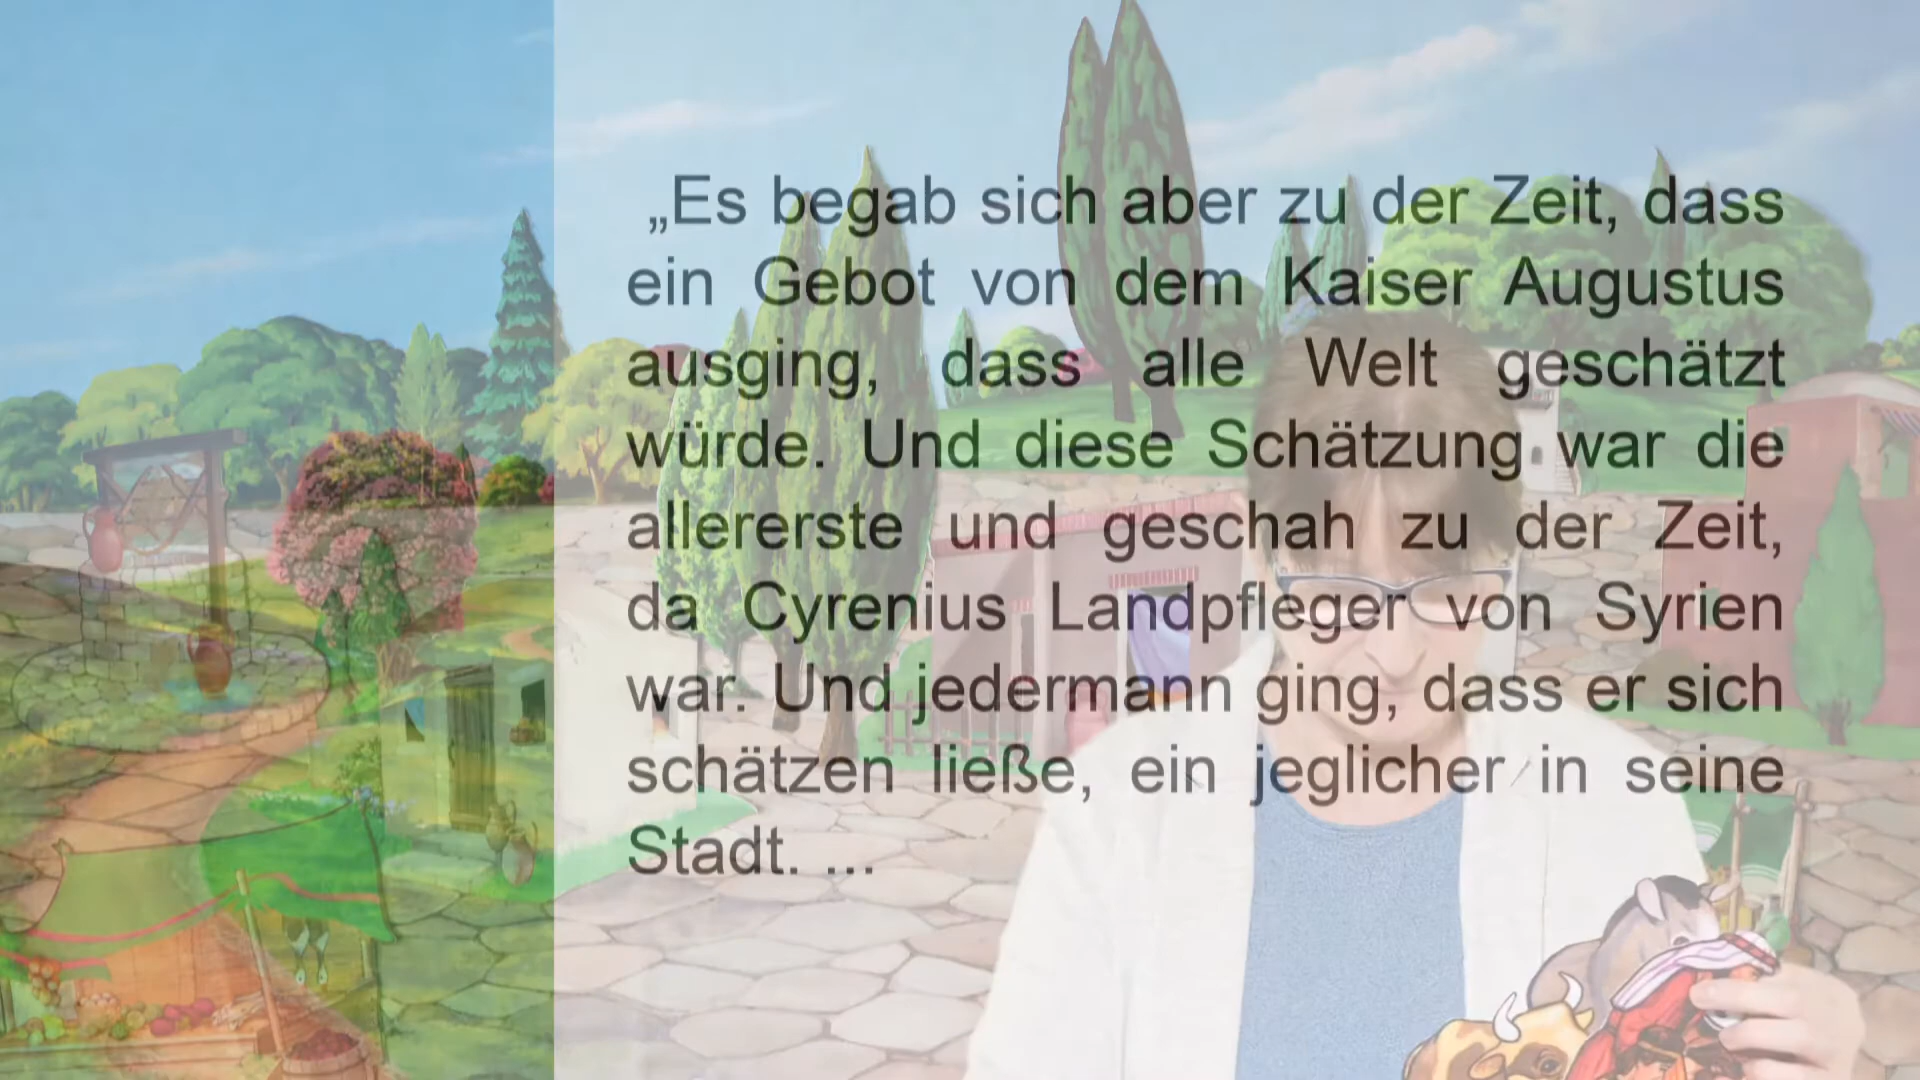 „Es begab sich aber zu der Zeit, dass
ein Gebot von dem Kaiser Augustus
ausging, dass alle Welt geschätzt
würde. Und diese Schätzung war die
allererste und geschah zu der Zeit,
da Cyrenius Landpfleger von Syrien
war. Und jedermann ging, dass er sich
schätzen ließe, ein jeglicher in seine
Stadt. ...